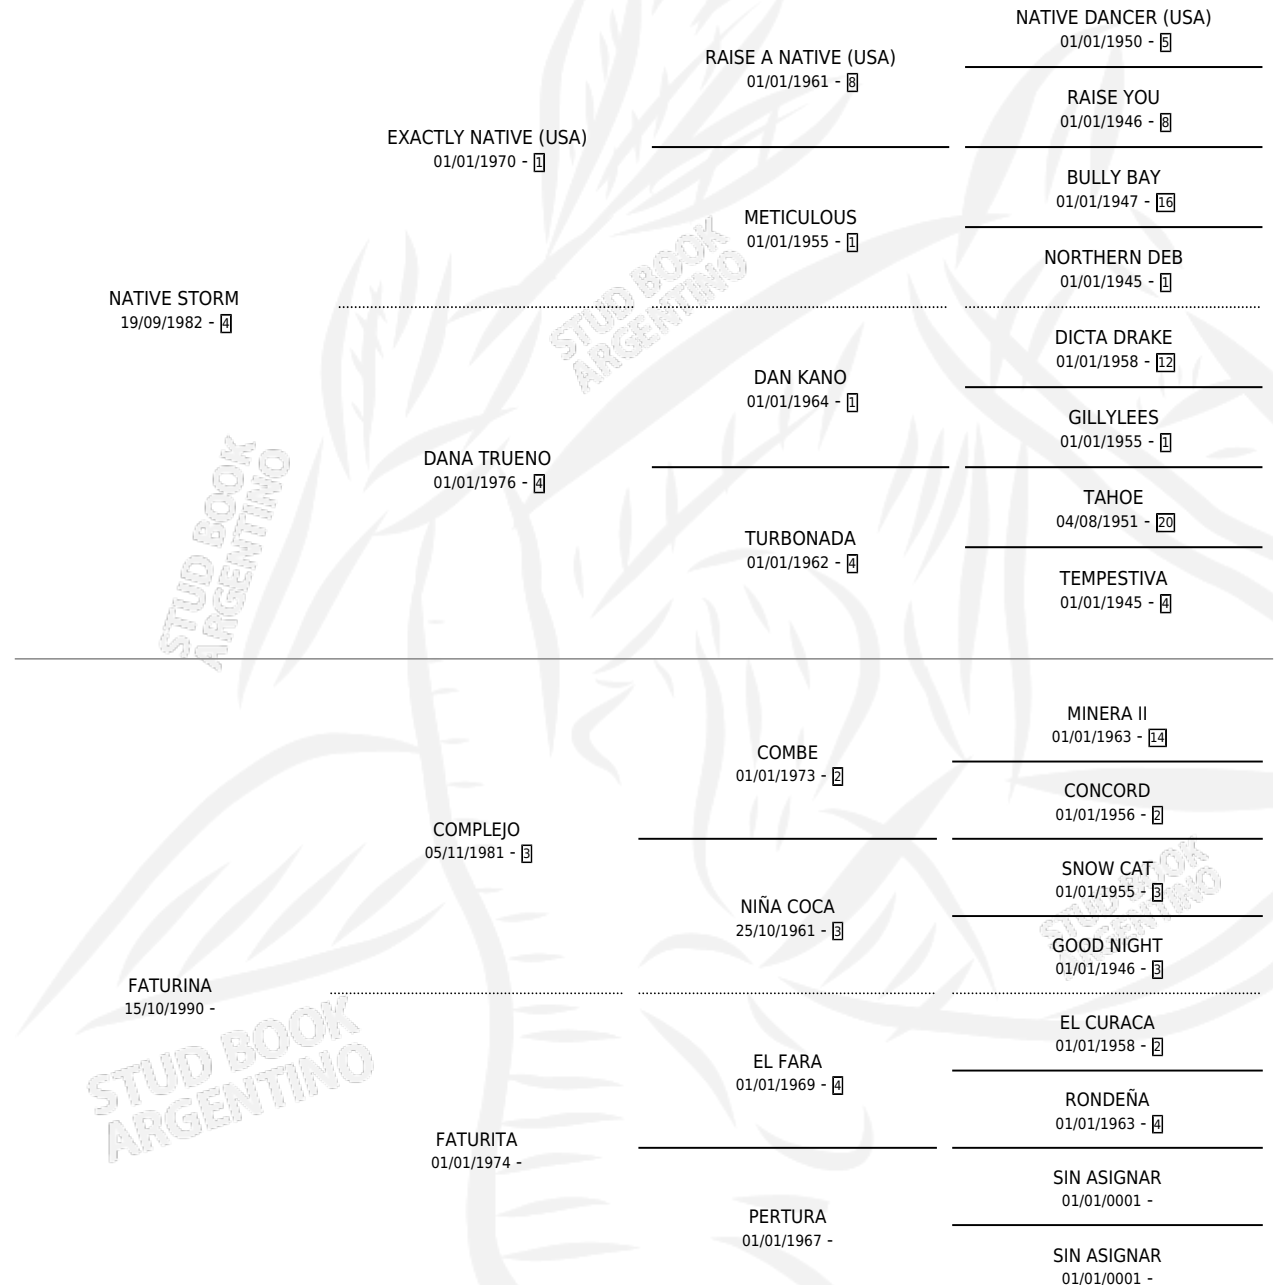 NATIVE DANCER (USA)
01/01/1950 - 5
RAISE A NATIVE (USA)
01/01/1961 - 8
RAISE YOU
01/01/1946 - 8
EXACTLY NATIVE (USA)
01/01/1970 - 1
BULLY BAY
01/01/1947 - 16
METICULOUS
01/01/1955 - 1
NORTHERN DEB
01/01/1945 - 1
NATIVE STORM
19/09/1982 - 4
DICTA DRAKE
01/01/1958 - 12
DAN KANO
01/01/1964 - 1
GILLYLEES
01/01/1955 - 1
DANA TRUENO
01/01/1976 - 4
TAHOE
04/08/1951 - 20
TURBONADA
01/01/1962 - 4
TEMPESTIVA
01/01/1945 - 4
MINERA II
01/01/1963 - 14
COMBE
01/01/1973 - 2
CONCORD
01/01/1956 - 2
COMPLEJO
05/11/1981 - 3
SNOW CAT
01/01/1955 - 3
NIÑA COCA
25/10/1961 - 3
GOOD NIGHT
01/01/1946 - 3
FATURINA
15/10/1990 -
EL CURACA
01/01/1958 - 2
EL FARA
01/01/1969 - 4
RONDEÑA
01/01/1963 - 4
FATURITA
01/01/1974 -
SIN ASIGNAR
01/01/0001 -
PERTURA
01/01/1967 -
SIN ASIGNAR
01/01/0001 -
STUD BOOK
ARGENTINO
STUD BOOK
ARGENTINO
STUD BOOK
ARGENTINO
STUD BOOK
ARGENTINO